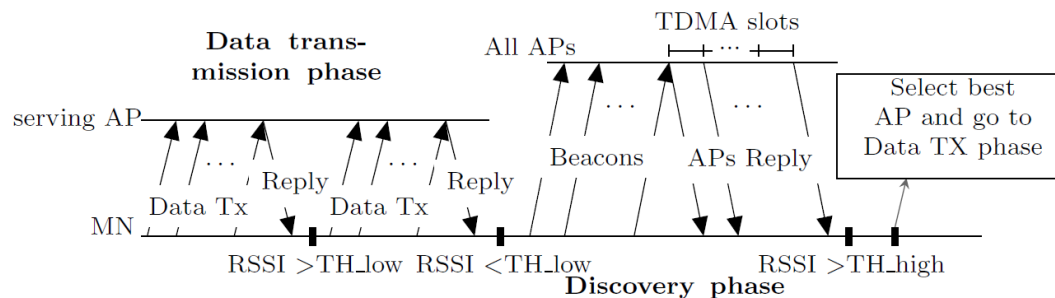 TDMA slots
Data trans-
mission phase
All APs
...
Select best
AP and go to
Data TX phase
serving AP
. . .
. . .
. . .
. . .
Beacons
APs Reply
Reply
Reply
Data Tx
Data Tx
MN
RSSI >TH_low
RSSI <TH_low
RSSI >TH_high
Discovery phase